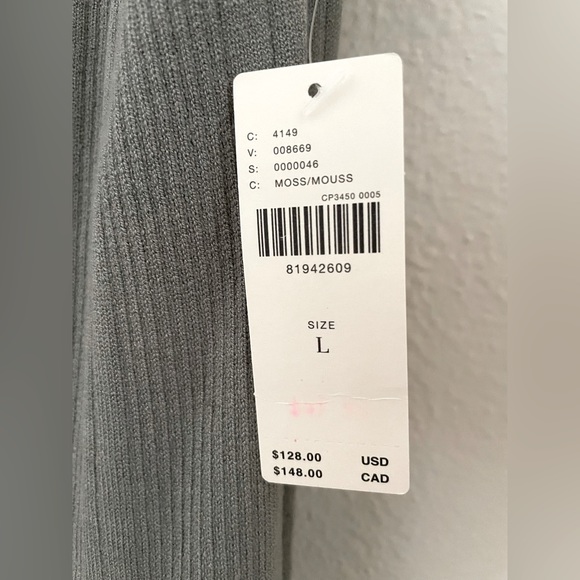 C: 4149
V: 008669
S: 0000046
C: MOSS/MOUSS
CP3450 0005
81942609
SIZE
L
$128.00 USD
$148.00 CAD